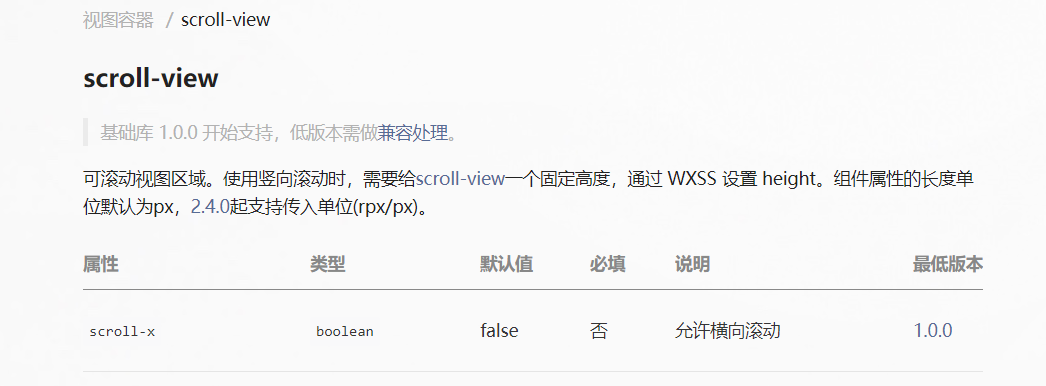 视图容器 / scroll-view
scroll-view
基础库 1.0.0 开始支持，低版本需做兼容处理。
可滚动视图区域。使用竖向滚动时，需要给scroll-view一个固定高度，通过 WXSS 设置 height。组件属性的长度单
位默认为px，2.4.0起支持传入单位(rpx/px)。
属性 类型 默认值 必填 说明 最低版本
scroll-x boolean false 否 允许横向滚动 1.0.0